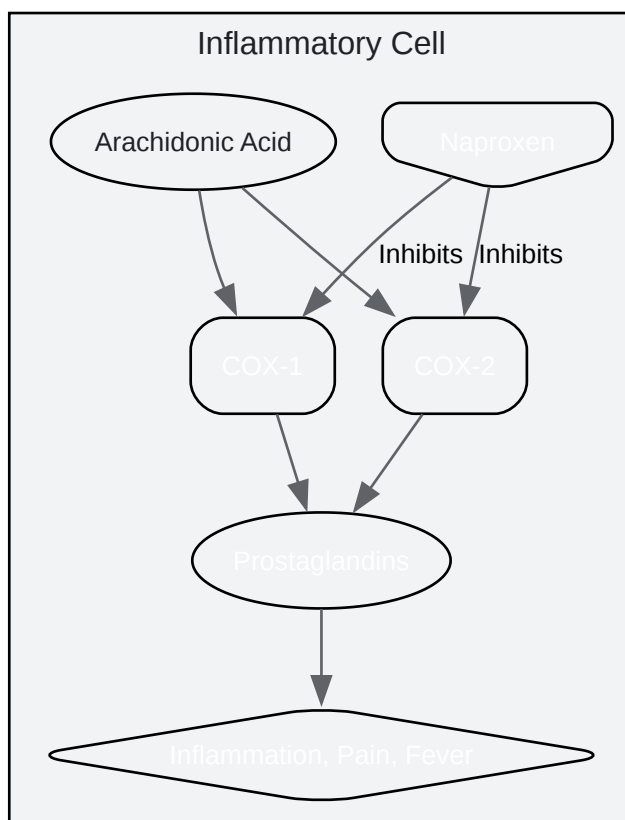 Inflammatory Cell
Arachidonic Acid
Naproxen
Inhibits
Inhibits
COX-1
COX-2
Prostaglandins
Inflammation, Pain, Fever